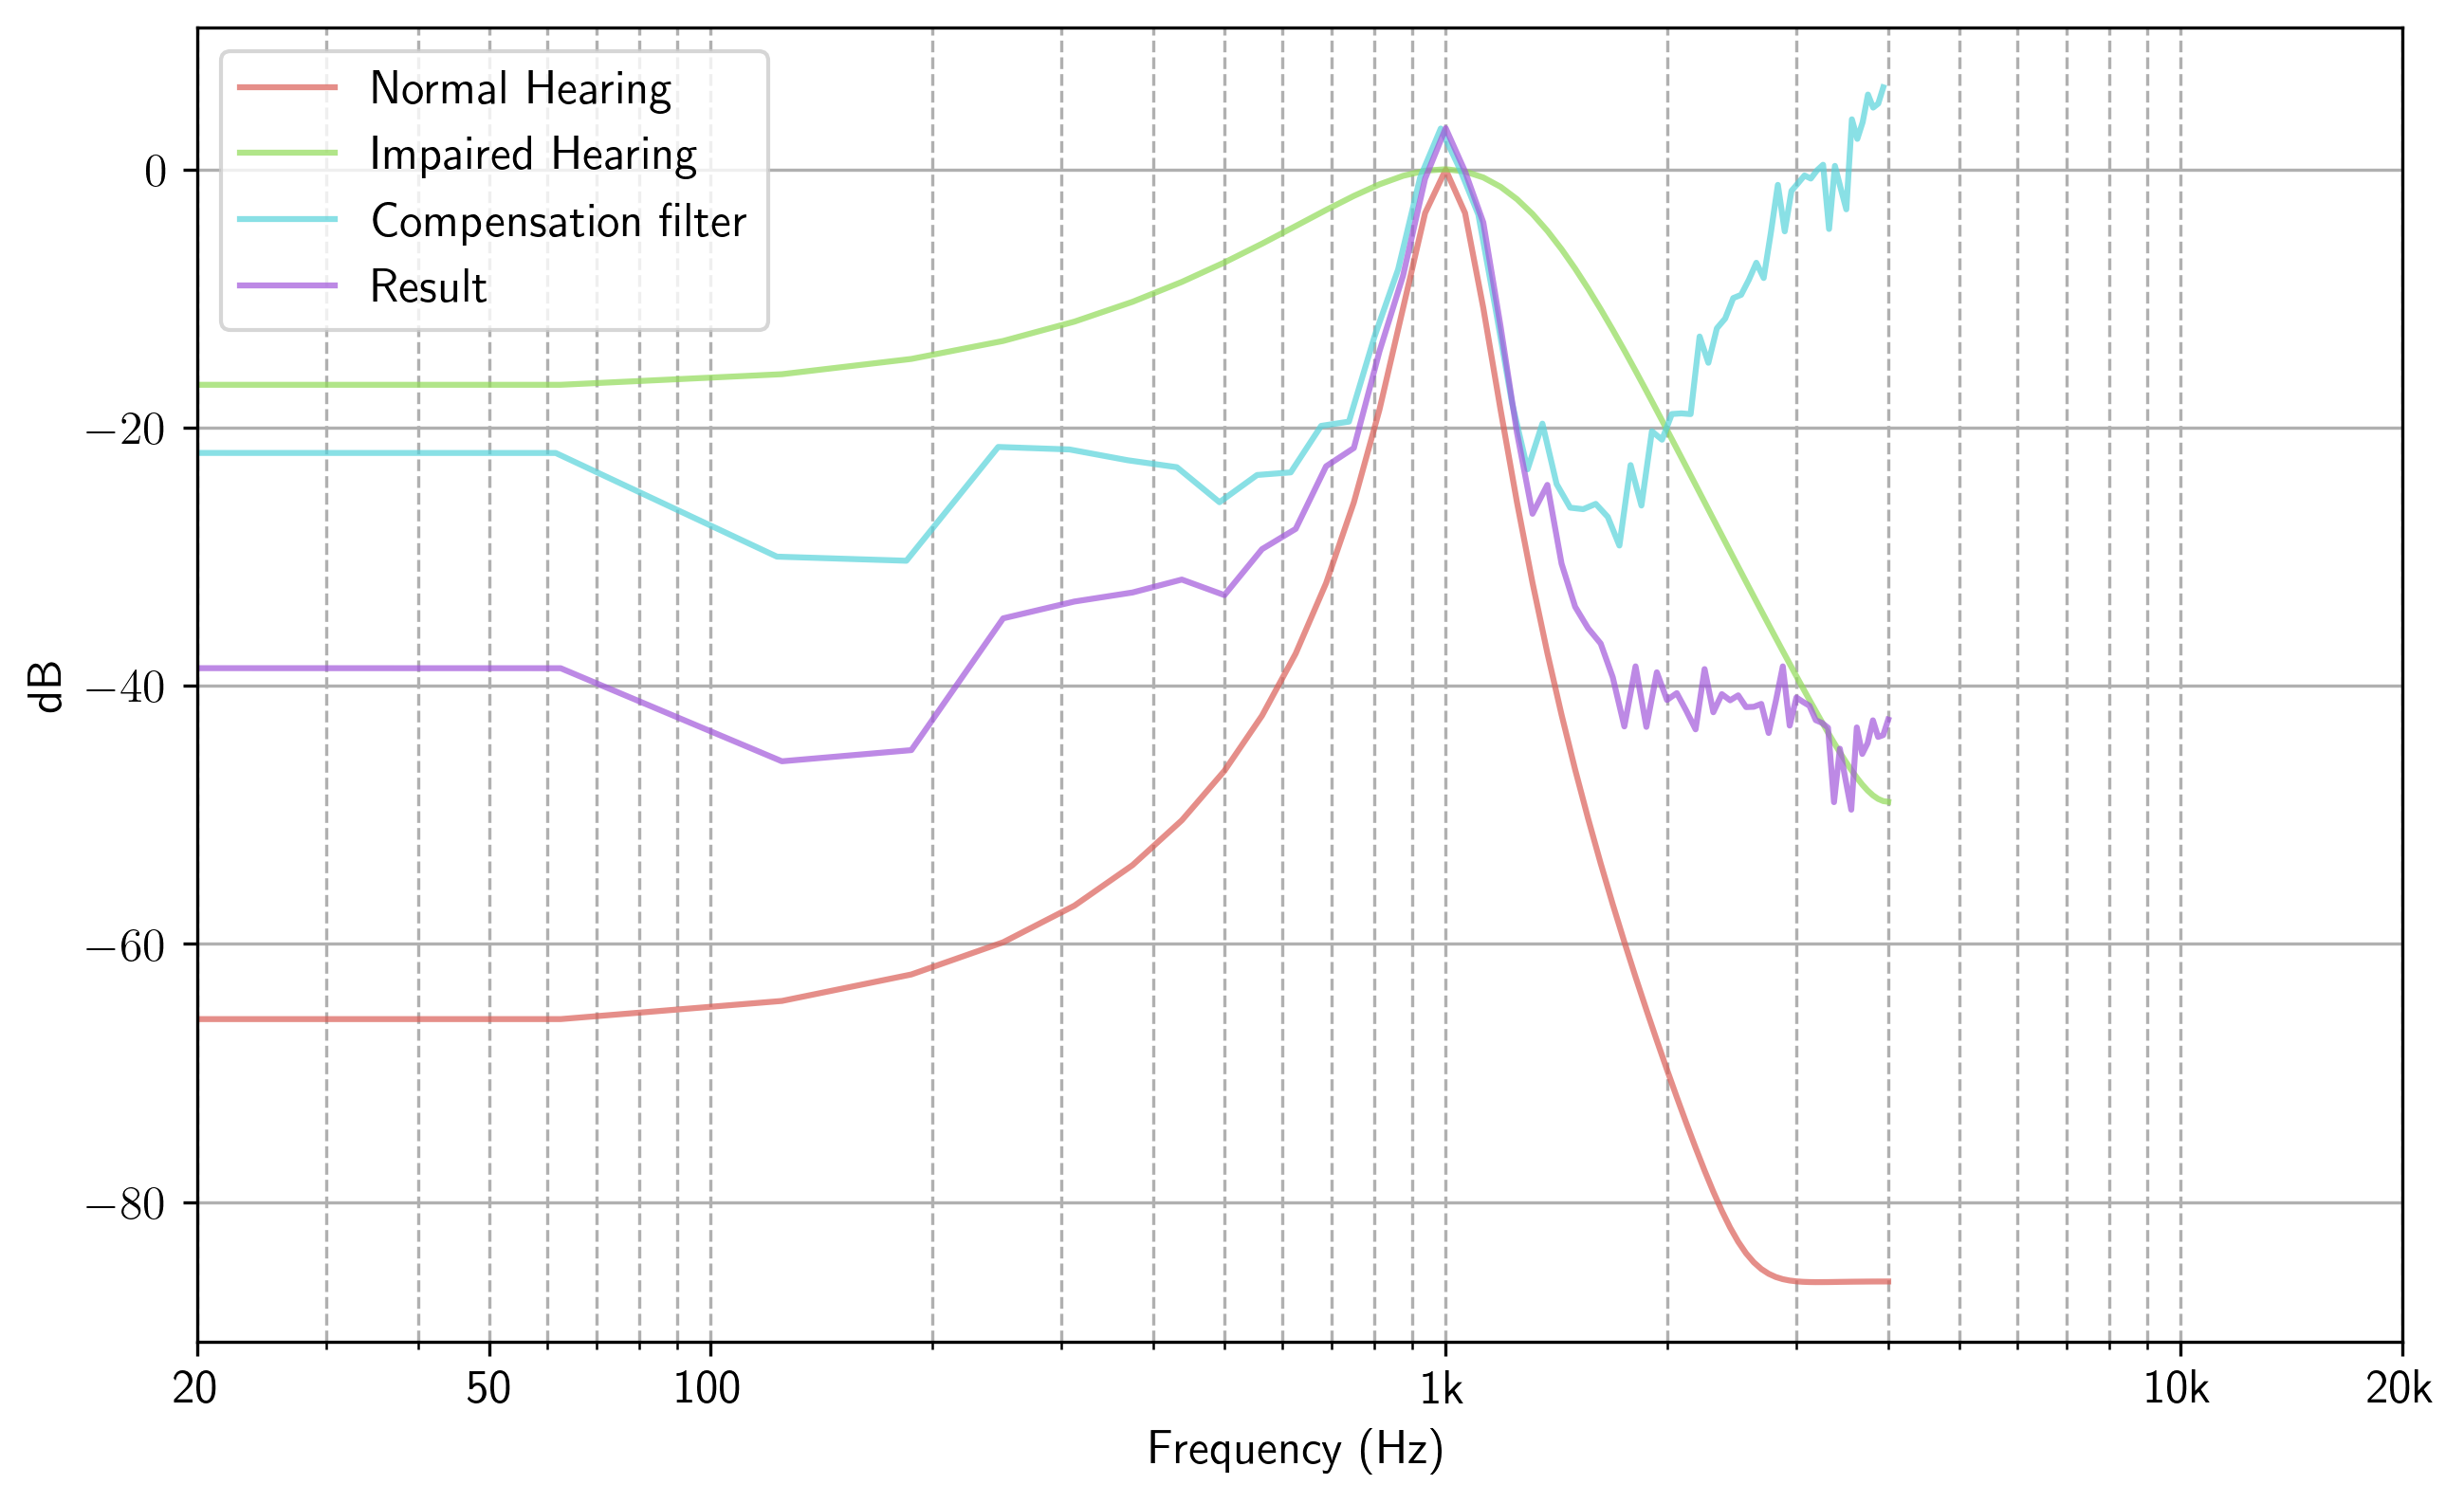 Normal Hearing
Impaired Hearing
Compensation filter
Result
0
−20
−40
−60
−80
dB
20 50 100 1k 10k 20k
Frequency (Hz)